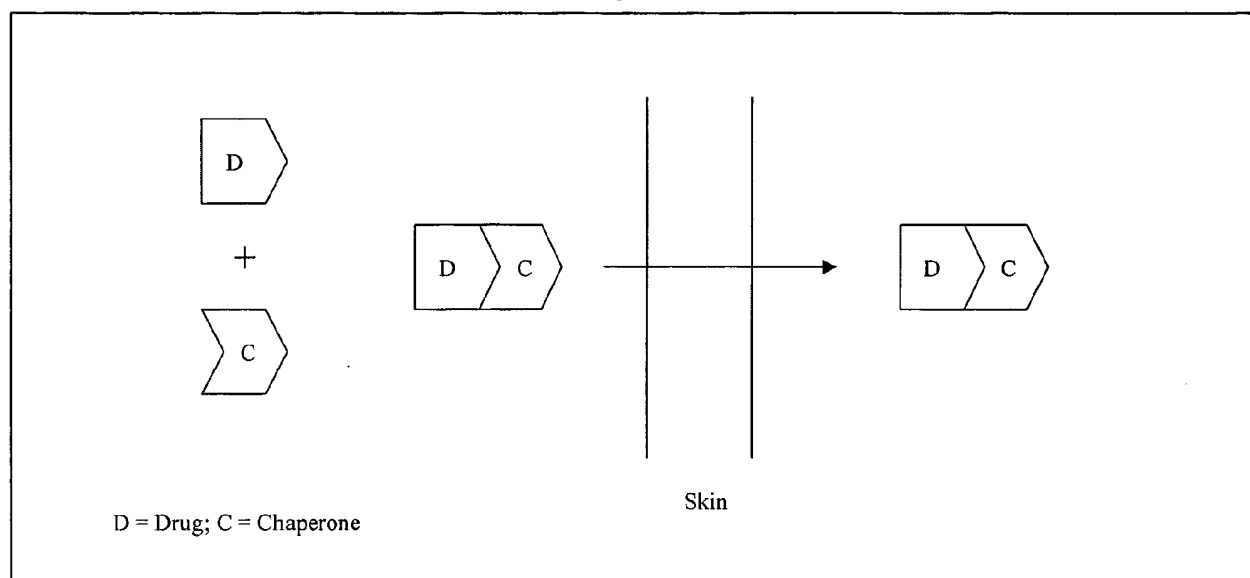 D
+
C
D C
D C
Skin
D = Drug; C = Chaperone